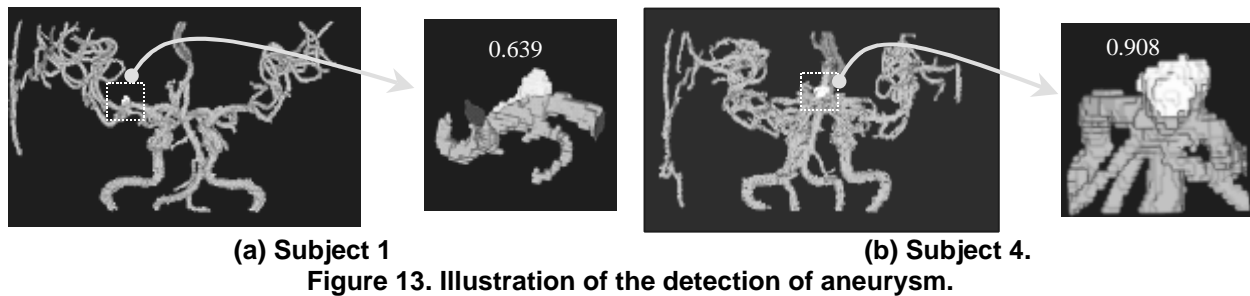 0.639
0.908
(a) Subject 1
(b) Subject 4.
Figure 13. Illustration of the detection of aneurysm.